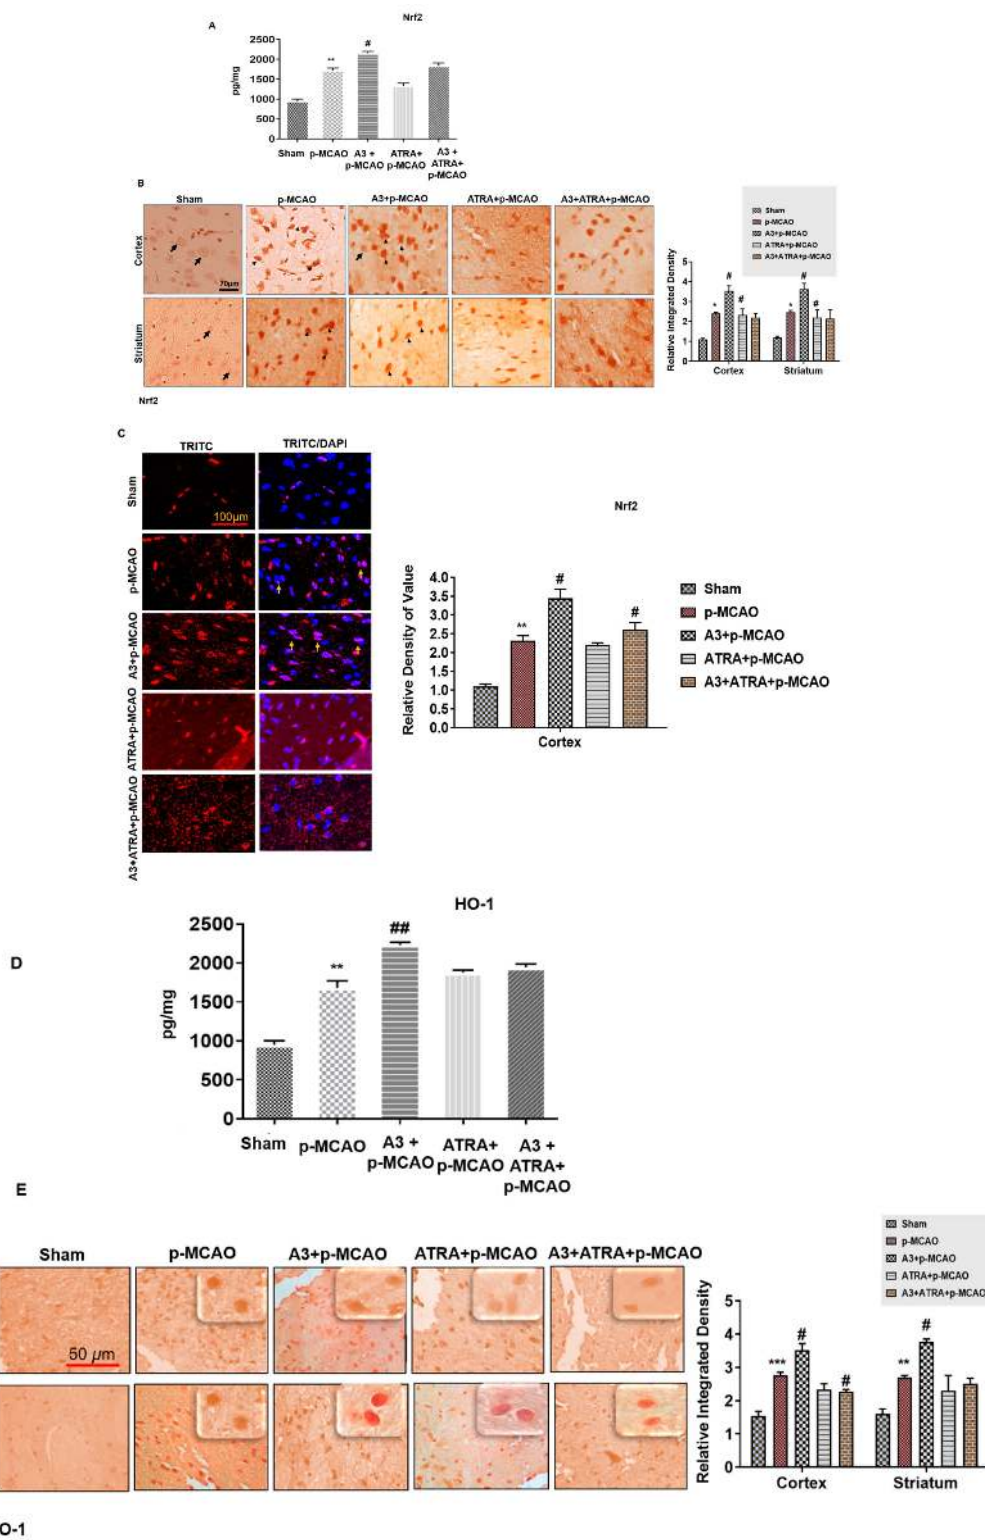 Nrf2
A
2500
2000
1500
1000
500
0
pg/mg
**
#
Sham
p-MCAO
A3 +
p-MCAO
ATRA+
p-MCAO
A3 +
ATRA+
p-MCAO
B
Sham
p-MCAO
A3+p-MCAO
ATRA+p-MCAO
A3+ATRA+p-MCAO
Cortex
70µm
Striatum
Nrf2
Sham
p-MCAO
A3+p-MCAO
ATRA+p-MCAO
A3+ATRA+p-MCAO
Relative Integrated Density
5
4
3
2
1
0
*
#
#
*
#
#
Cortex
Striatum
C
TRITC
TRITC/DAPI
Sham
100µm
p-MCAO
A3+p-MCAO
ATRA+p-MCAO
A3+ATRA+p-MCAO
Nrf2
Relative Density of Value
4.0
3.5
3.0
2.5
2.0
1.5
1.0
0.5
0.0
**
#
#
Cortex
Sham
p-MCAO
A3+p-MCAO
ATRA+p-MCAO
A3+ATRA+p-MCAO
HO-1
D
2500
2000
1500
1000
500
0
pg/mg
**
##
Sham
p-MCAO
A3 +
p-MCAO
ATRA+
p-MCAO
A3 +
ATRA+
p-MCAO
E
Sham
p-MCAO
A3+p-MCAO
ATRA+p-MCAO
A3+ATRA+p-MCAO
50 µm
Sham
p-MCAO
A3+p-MCAO
ATRA+p-MCAO
A3+ATRA+p-MCAO
Relative Integrated Density
5
4
3
2
1
0
***
#
#
**
#
Cortex
Striatum
O-1